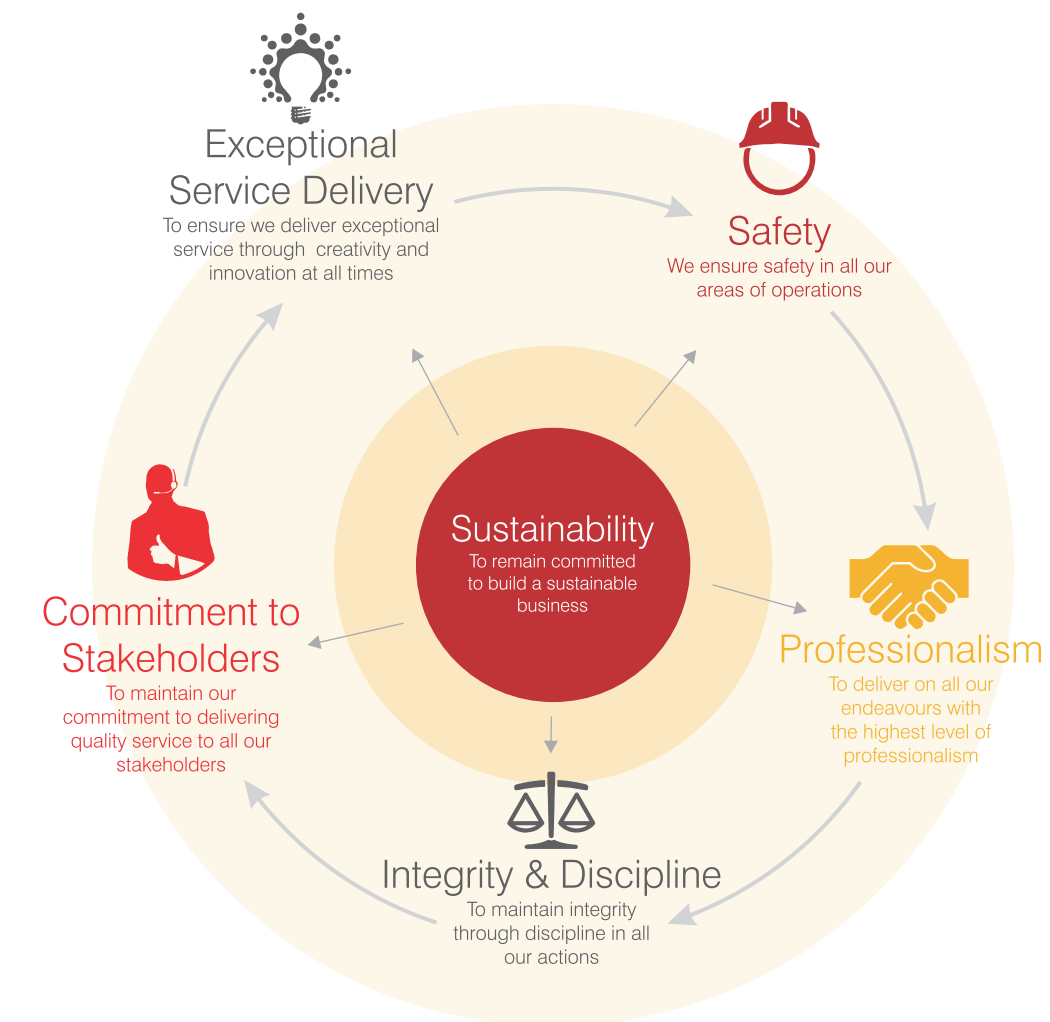 Exceptional
Service Delivery
To ensure we deliver exceptional
service through creativity and
innovation at all times
Safety
We ensure safety in all our
areas of operations
Sustainability
To remain committed
to build a sustainable
business
Commitment to
Stakeholders
To maintain our
commitment to delivering
quality service to all our
stakeholders
Professionalism
To deliver on all our
endeavours with
the highest level of
professionalism
Integrity & Discipline
To maintain integrity
through discipline in all
our actions